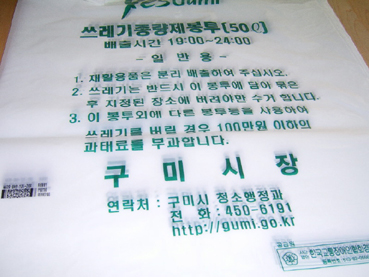 yes Gumi
쓰레기종량제봉투[50ℓ]
배출시간 19:00~24:00
- 일 반 용 -
1. 재활용품은 분리 배출하여 주십시오.
2. 쓰레기는 반드시 이 봉투에 담아 묶은
후 지정된 장소에 버려야만 수거 합니다.
3. 이 봉투외에 다른 봉투등을 사용하여
쓰레기를 버릴 경우 100만원 이하의
과태료를 부과합니다.
구 미 시 장
연락처 : 구미시 청소행정과
전 화 : 450-6191
http://gumi.go.kr